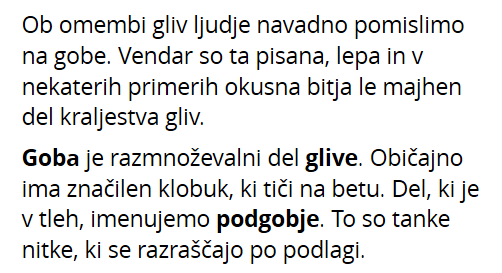 Ob omembi gliv ljudje navadno pomislimo
na gobe. Vendar so ta pisana, lepa in v
nekaterih primerih okusna bitja le majhen
del kraljestva gliv.
Goba je razmnoževalni del glive. Običajno
ima značilen klobuk, ki tiči na betu. Del, ki je
v tleh, imenujemo podgobje. To so tanke
nitke, ki se razraščajo po podlagi.